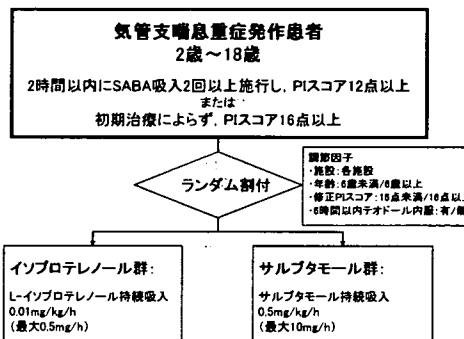 気管支喘息重症発作患者
2歳～18歳
2時間以内にSABA吸入2回以上施行し，PIスコア12点以上
または
初期治療によらず，PIスコア16点以上
ランダム割付
調節因子
・施設：各施設
・年齢：6歳未満/6歳以上
・修正PIスコア：16点未満/16点以
・6時間以内テオドール内服：有/
イソプロテレノール群：
L-イソプロテレノール持続吸入
0.01mg/kg/h
(最大0.5mg/h)
サルブタモール群：
サルブタモール持続吸入
0.5mg/kg/h
(最大10mg/h)